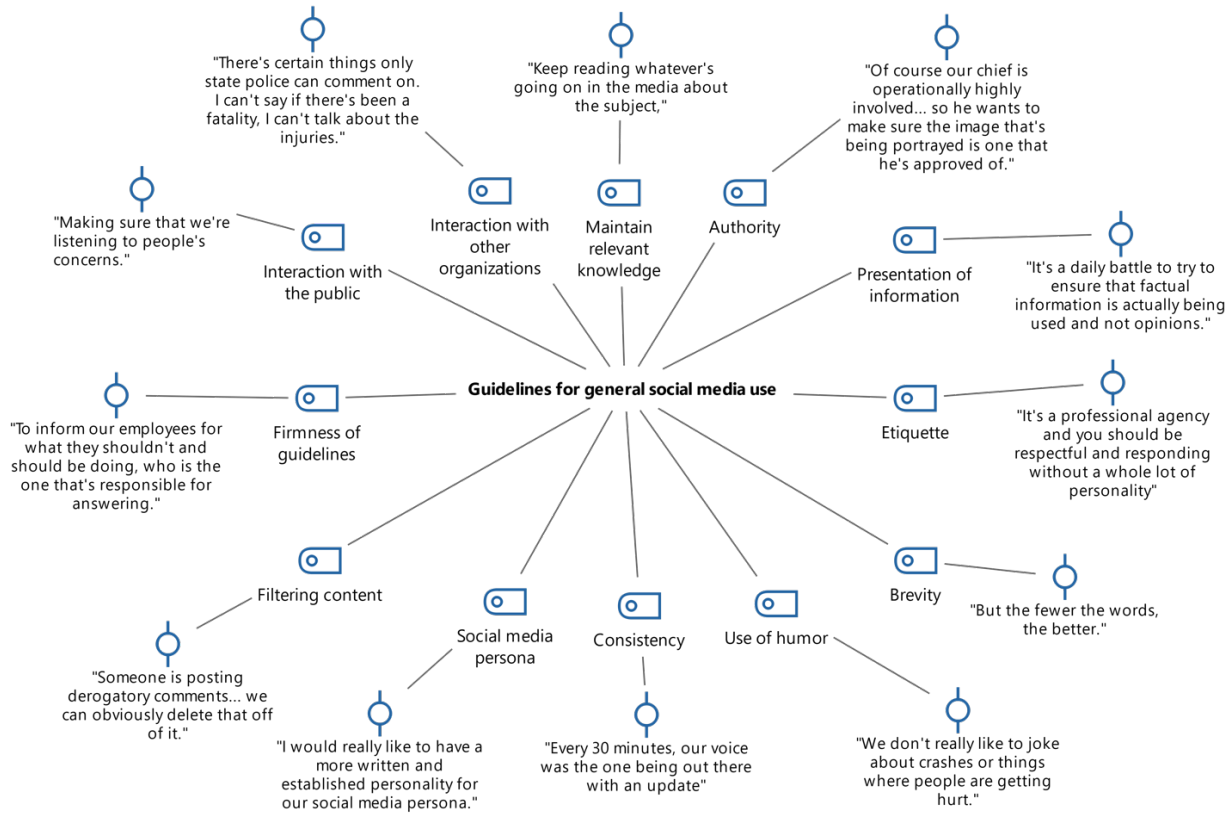 "There's certain things only
state police can comment on.
I can't say if there's been a
fatality, I can't talk about the
injuries."
"Keep reading whatever's
going on in the media about
the subject,"
"Of course our chief is
operationally highly
involved... so he wants to
make sure the image that's
being portrayed is one that
he's approved of."
"Making sure that we're
listening to people's
concerns."
Interaction with
the public
Interaction with
other
organizations
Maintain
relevant
knowledge
Authority
Presentation of
information
"It's a daily battle to try to
ensure that factual
information is actually being
used and not opinions."
Guidelines for general social media use
"To inform our employees for
what they shouldn't and
should be doing, who is the
one that's responsible for
answering."
Firmness of
guidelines
Etiquette
"It's a professional agency
and you should be
respectful and responding
without a whole lot of
personality"
Filtering content
Social media
persona
Consistency
Use of humor
Brevity
"But the fewer the words,
the better."
"Someone is posting
derogatory comments... we
can obviously delete that off
of it."
"I would really like to have a
more written and
established personality for
our social media persona."
"Every 30 minutes, our voice
was the one being out there
with an update"
"We don't really like to joke
about crashes or things
where people are getting
hurt."